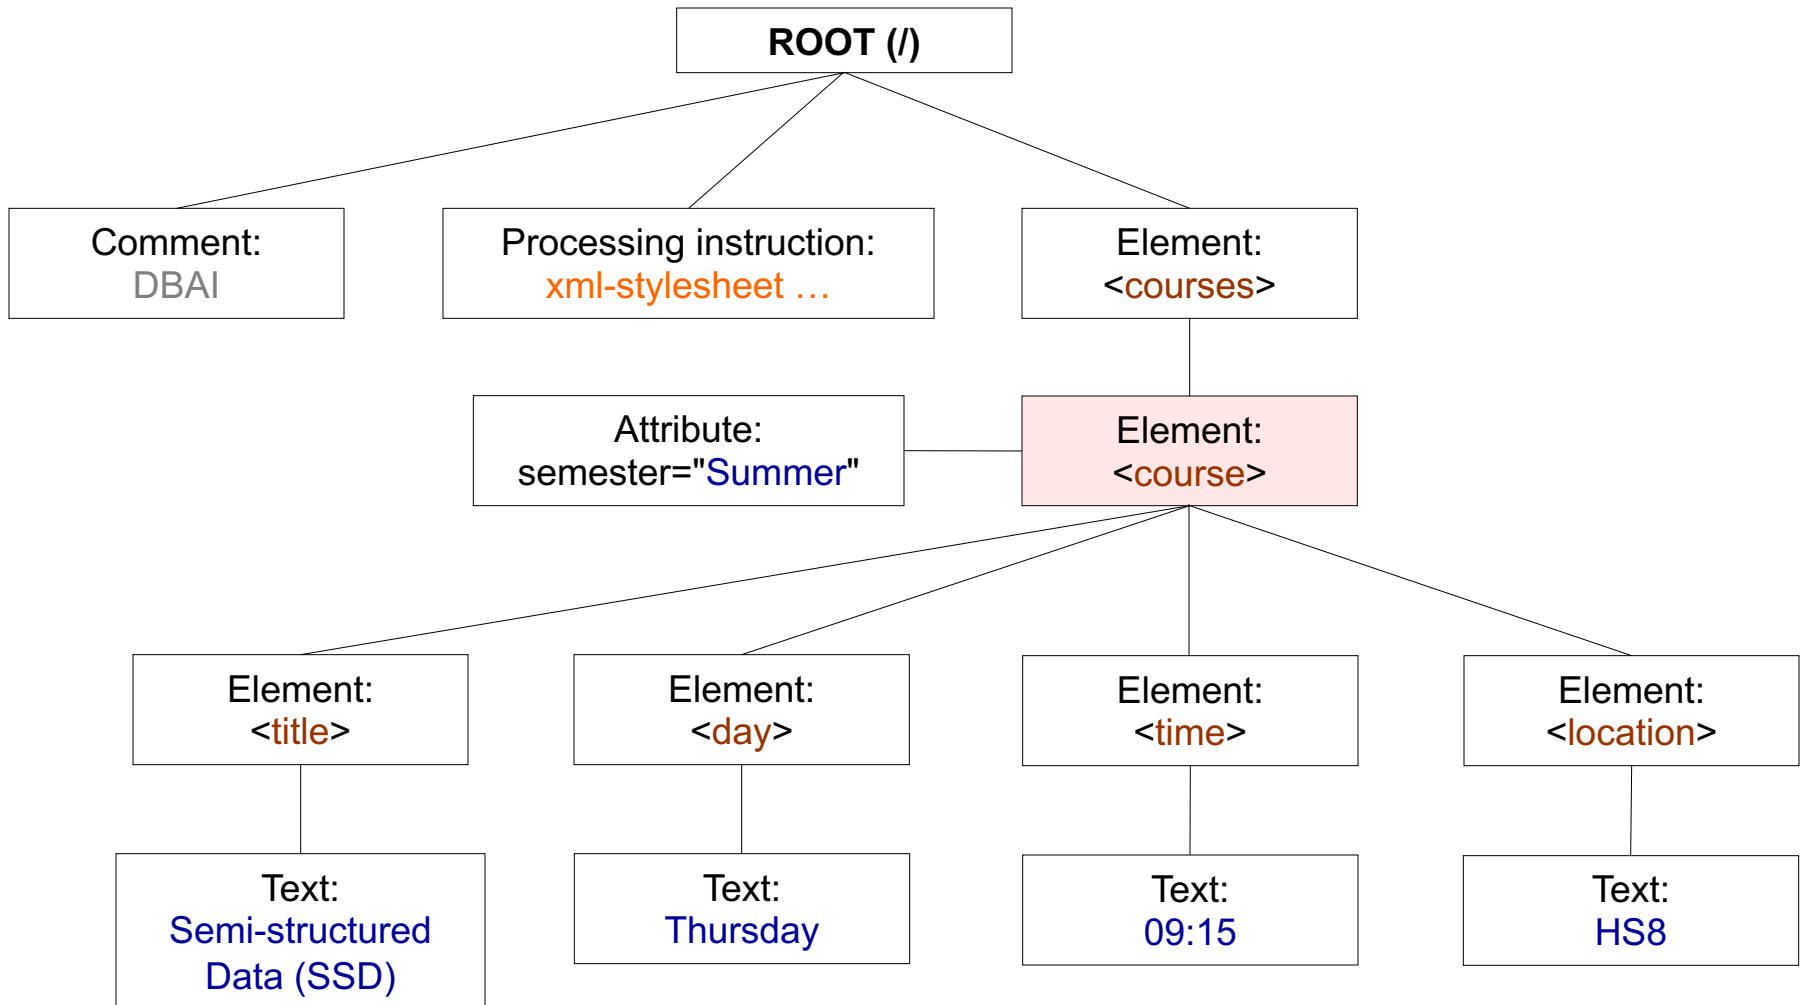 ROOT (/)
Comment:
DBAI
Processing instruction:
xml-stylesheet …
Element:
<courses>
Attribute:
semester="Summer"
Element:
<course>
Element:
<title>
Element:
<day>
Element:
<time>
Element:
<location>
Text:
Semi-structured
Data (SSD)
Text:
Thursday
Text:
09:15
Text:
HS8